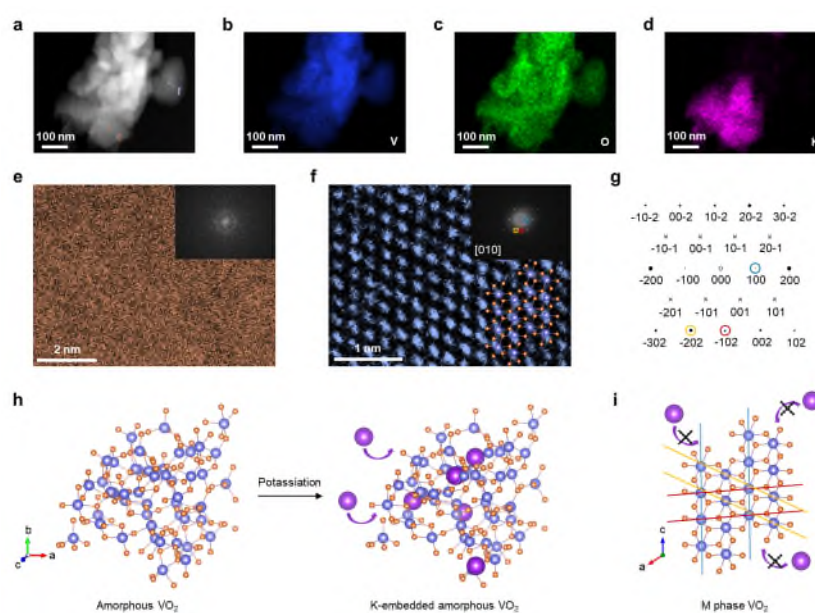 a b c d
100 nm 100 nm V 100 nm O 100 nm K
e f g
[010]
2 nm 1 nm
-10-2 00-2 10-2 20-2 30-2
-10-1 00-1 10-1 20-1
-200 -100 000 100 200
-201 -101 001 101
-302 -202 -102 002 102
h i
Potassiation
b
a
c
c
a
Amorphous VO₂ K-embedded amorphous VO₂ M phase VO₂